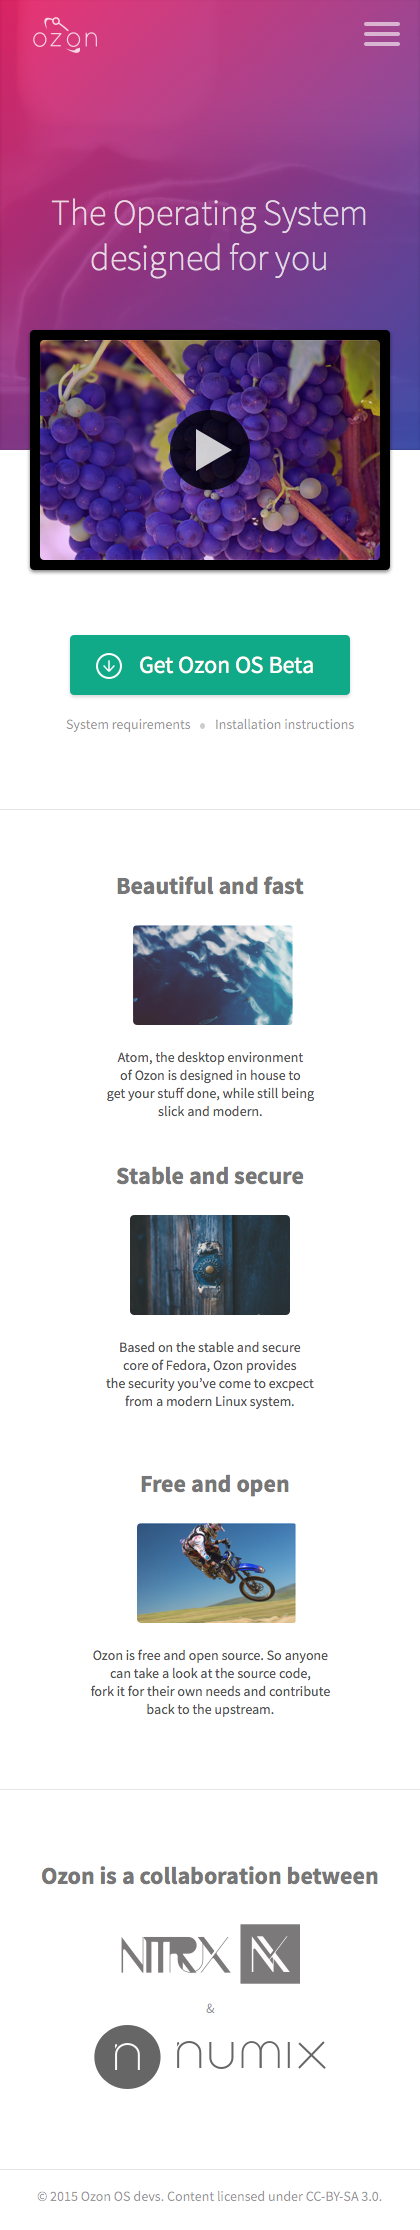 ozon
The Operating System
designed for you
Get Ozon OS Beta
System requirements • Installation instructions
Beautiful and fast
Atom, the desktop environment
of Ozon is designed in house to
get your stuff done, while still being
slick and modern.
Stable and secure
Based on the stable and secure
core of Fedora, Ozon provides
the security you've come to excpect
from a modern Linux system.
Free and open
Ozon is free and open source. So anyone
can take a look at the source code,
fork it for their own needs and contribute
back to the upstream.
Ozon is a collaboration between
NITRUX NX
&
n numix
© 2015 Ozon OS devs. Content licensed under CC-BY-SA 3.0.